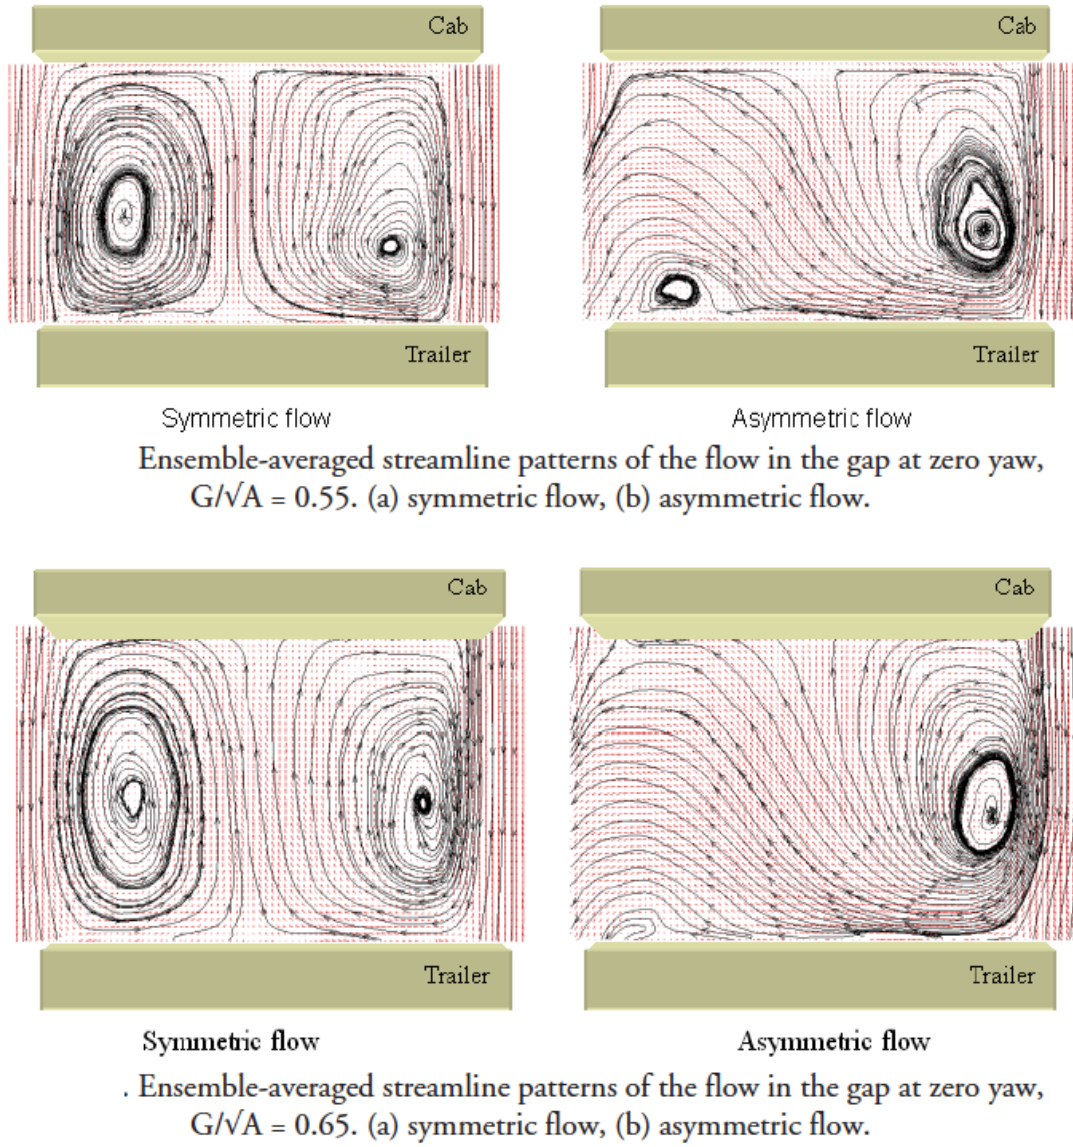 Cab
Cab
Trailer
Trailer
Symmetric flow
Asymmetric flow
Ensemble-averaged streamline patterns of the flow in the gap at zero yaw,
G/√A = 0.55. (a) symmetric flow, (b) asymmetric flow.
Cab
Cab
Trailer
Trailer
Symmetric flow
Asymmetric flow
. Ensemble-averaged streamline patterns of the flow in the gap at zero yaw,
G/√A = 0.65. (a) symmetric flow, (b) asymmetric flow.